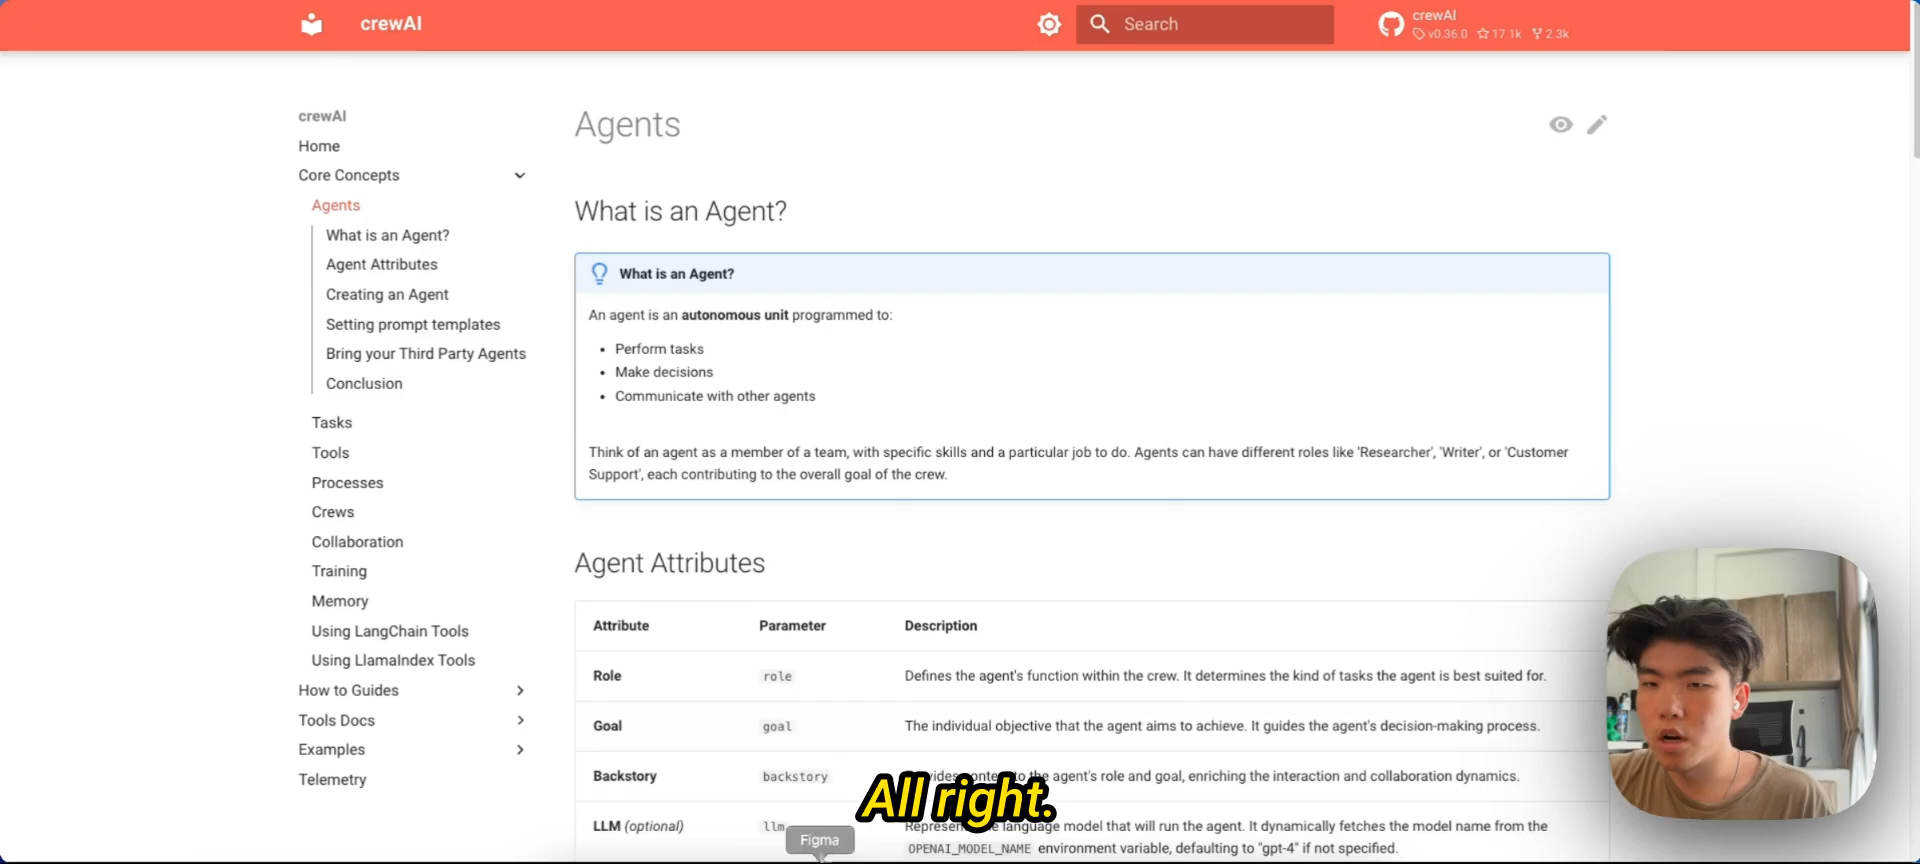 crewAI
Search
crewAI
v0.36.0 17.1k 2.3k
crewAI
Home
Core Concepts
Agents
What is an Agent?
Agent Attributes
Creating an Agent
Setting prompt templates
Bring your Third Party Agents
Conclusion
Tasks
Tools
Processes
Crews
Collaboration
Training
Memory
Using LangChain Tools
Using LlamaIndex Tools
How to Guides
Tools Docs
Examples
Telemetry
Agents
What is an Agent?
What is an Agent?
An agent is an autonomous unit programmed to:
• Perform tasks
• Make decisions
• Communicate with other agents
Think of an agent as a member of a team, with specific skills and a particular job to do. Agents can have different roles like 'Researcher', 'Writer', or 'Customer
Support', each contributing to the overall goal of the crew.
Agent Attributes
Attribute Parameter Description
Role role Defines the agent's function within the crew. It determines the kind of tasks the agent is best suited for.
Goal goal The individual objective that the agent aims to achieve. It guides the agent's decision-making process.
Backstory backstory the agent's role and goal, enriching the interaction and collaboration dynamics.
All right.
LLM (optional) llm language model that will run the agent. It dynamically fetches the model name from the
OPENAI_MODEL_NAME environment variable, defaulting to "gpt-4" if not specified.
Figma